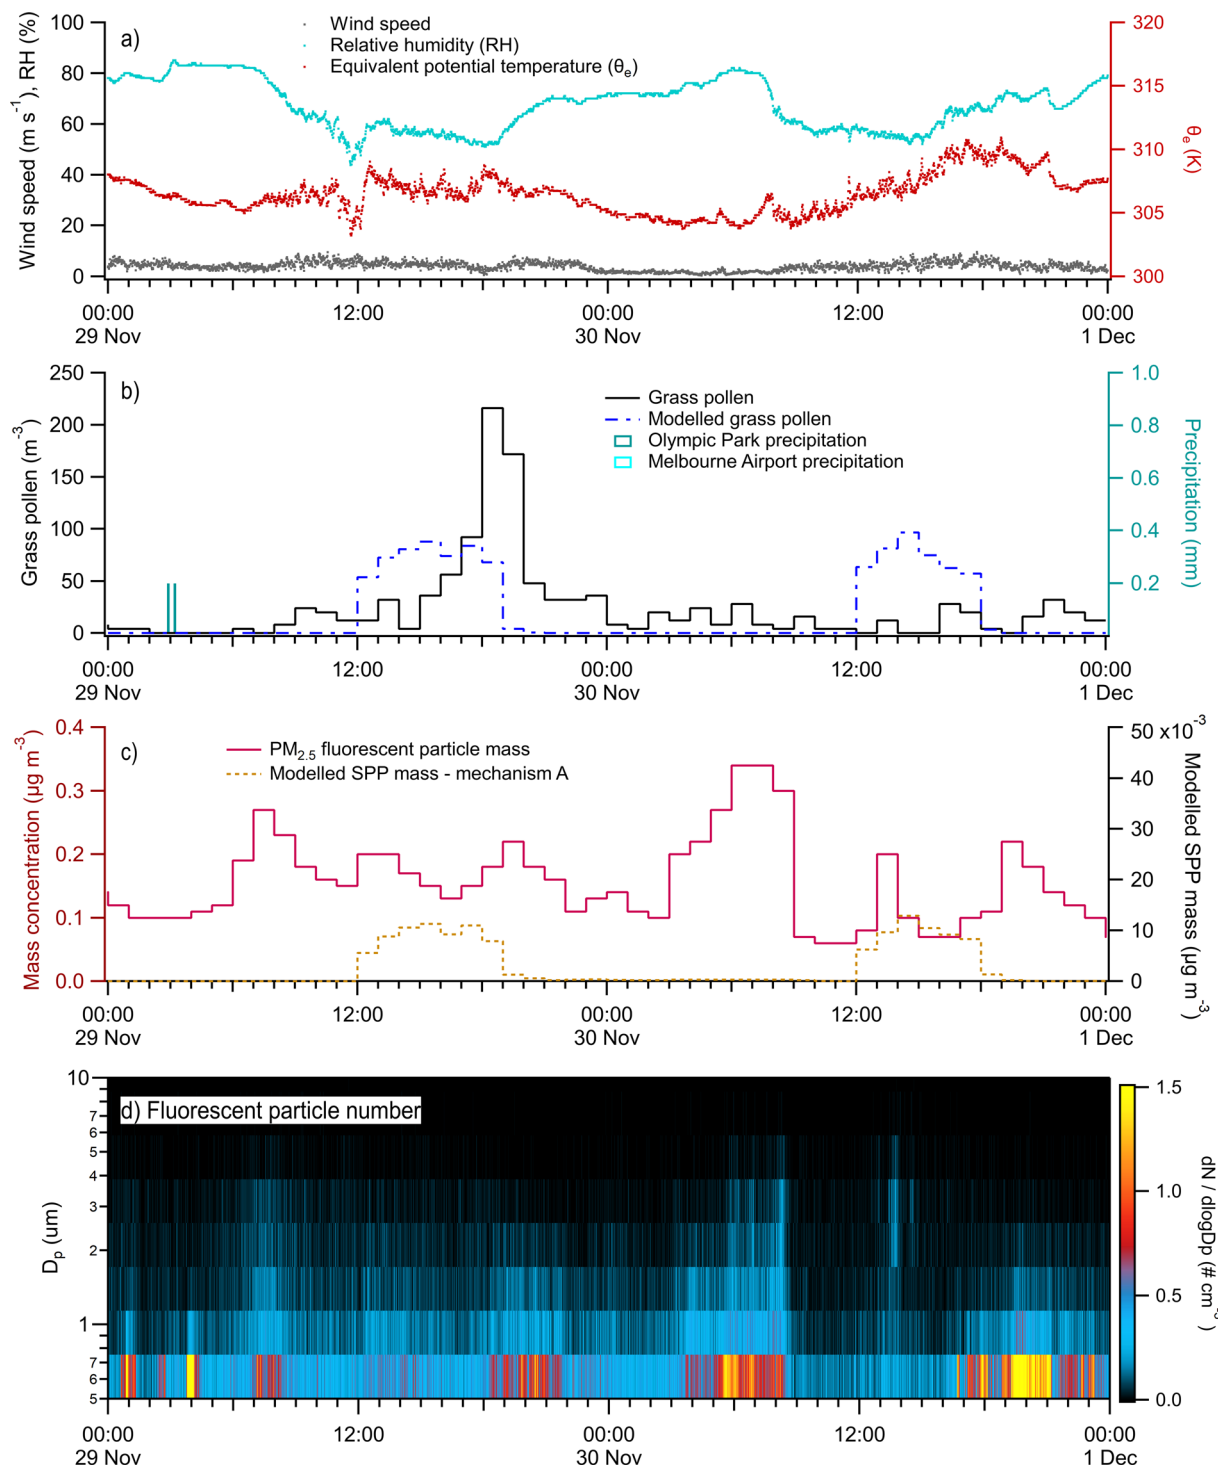 a)
Wind speed
Relative humidity (RH)
Equivalent potential temperature (θe)
Wind speed (m s-1), RH (%)
100
80
60
40
20
0
θe (K)
320
315
310
305
300
00:00
29 Nov
12:00
00:00
30 Nov
12:00
00:00
1 Dec
b)
Grass pollen
Modelled grass pollen
Olympic Park precipitation
Melbourne Airport precipitation
Grass pollen (m-3)
250
200
150
100
50
0
Precipitation (mm)
1.0
0.8
0.6
0.4
0.2
00:00
29 Nov
12:00
00:00
30 Nov
12:00
00:00
1 Dec
c)
PM2.5 fluorescent particle mass
Modelled SPP mass - mechanism A
Mass concentration (µg m-3)
0.4
0.3
0.2
0.1
0.0
Modelled SPP mass (µg m-3)
50 x10-3
40
30
20
10
0
00:00
29 Nov
12:00
00:00
30 Nov
12:00
00:00
1 Dec
d) Fluorescent particle number
Dp (um)
10
7
6
5
4
3
2
1
7
6
5
dN / dlogDp (# cm-3)
1.5
1.0
0.5
0.0
00:00
29 Nov
12:00
00:00
30 Nov
12:00
00:00
1 Dec